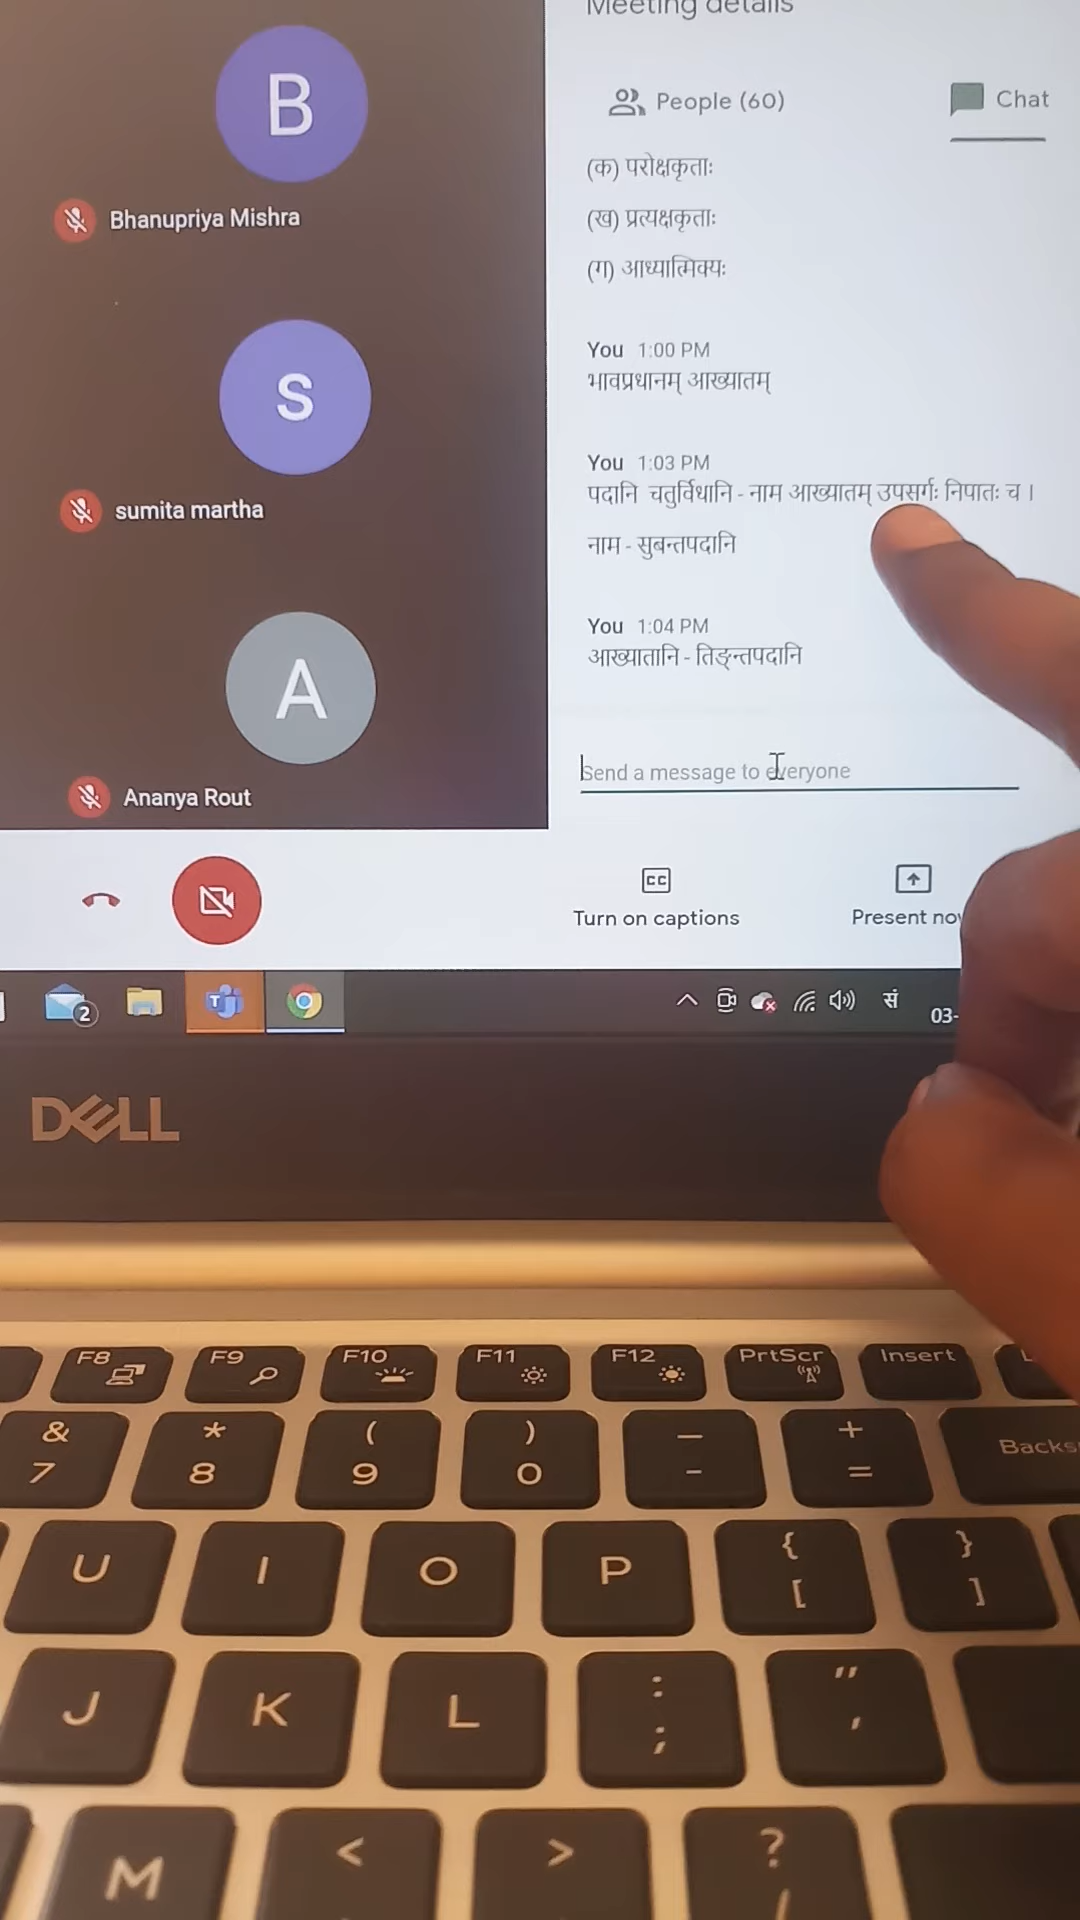 Meeting details
B
People (60)
Chat
(क) परोक्षकृताः
Bhanupriya Mishra
(ख) प्रत्यक्षकृताः
(ग) आध्यात्मिक्यः
You 1:00 PM
भावप्रधानम् आख्यातम्
S
You 1:03 PM
पदानि चतुर्विधानि - नाम आख्यातम् उपसर्गः निपातः च ।
sumita martha
नाम - सुबन्तपदानि
You 1:04 PM
आख्यातानि - तिङ्न्तपदानि
A
Send a message to everyone
Ananya Rout
CC
Turn on captions
Present now
2
T
सं
03-
DELL
F8
F9
F10
F11
F12
PrtScr
Insert
& * ( ) — +
7 8 9 0 - =
Backs
U I O P { [ } ]
J K L : ; " '
M < > ? /